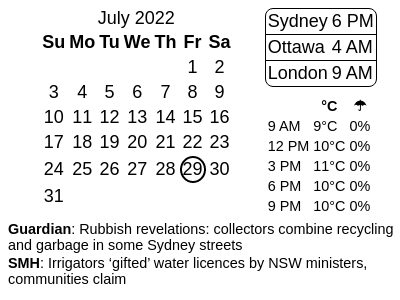 July 2022
Su Mo Tu We Th Fr Sa
1 2
3 4 5 6 7 8 9
10 11 12 13 14 15 16
17 18 19 20 21 22 23
24 25 26 27 28 29 30
31
Sydney 6 PM
Ottawa 4 AM
London 9 AM
°C ☂
9 AM 9°C 0%
12 PM 10°C 0%
3 PM 11°C 0%
6 PM 10°C 0%
9 PM 10°C 0%
Guardian: Rubbish revelations: collectors combine recycling
and garbage in some Sydney streets
SMH: Irrigators ‘gifted’ water licences by NSW ministers,
communities claim